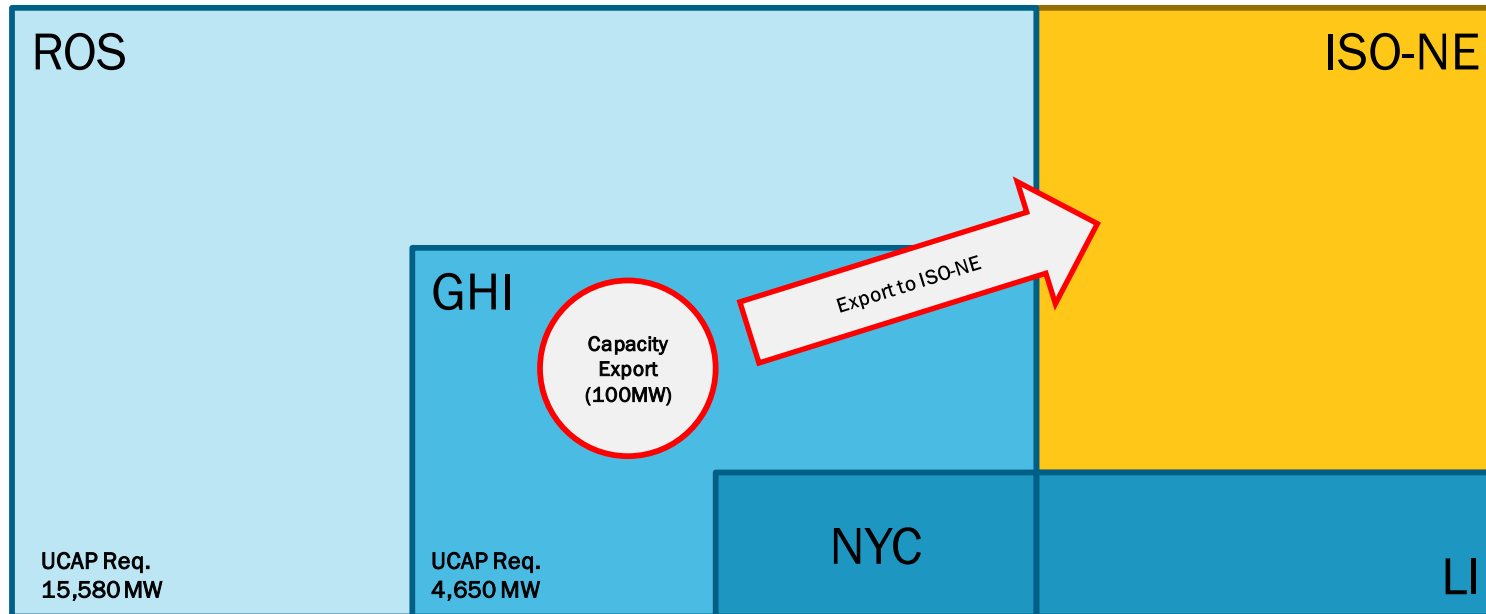 ROS
ISO-NE
GHI
Capacity
Export
(100MW)
Export to ISO-NE
UCAP Req.
15,580 MW
UCAP Req.
4,650 MW
NYC
LI